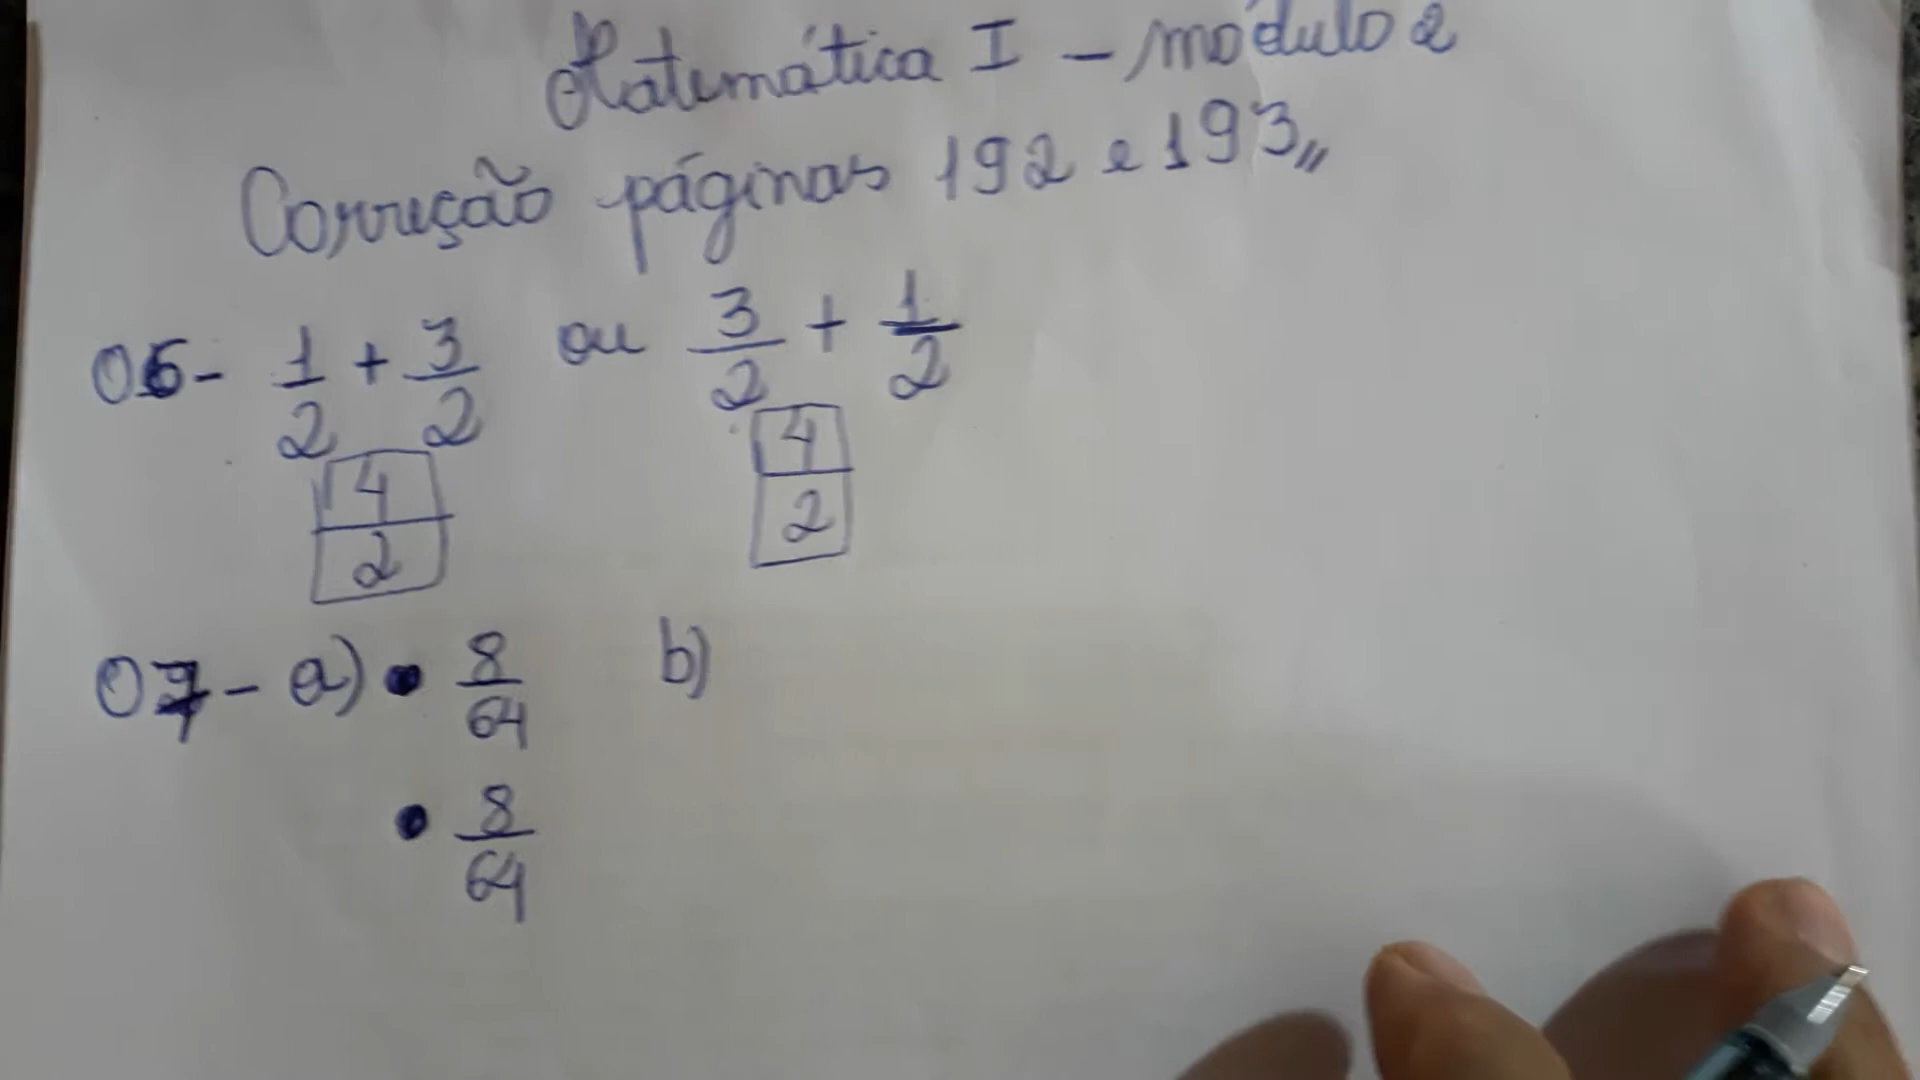 Matemática I - módulo 2
Correção páginas 192 e 193,,
06- 1/2 + 3/2 ou 3/2 + 1/2
4/2 4/2
07- a) • 8/64 b)
• 8/64